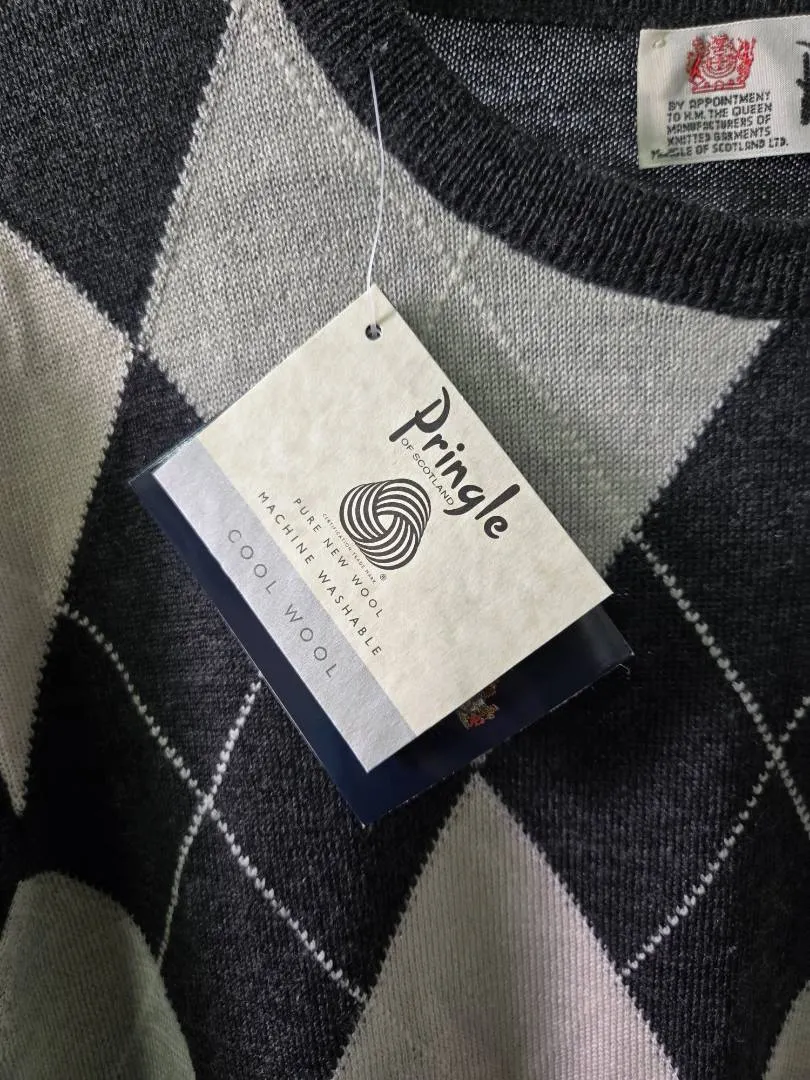 BY APPOINTMENT
TO H.M. THE QUEEN
MANUFACTURERS OF
KNITTED GARMENTS
PRINGLE OF SCOTLAND LTD.
Pringle
OF SCOTLAND
CERTIFICATION TRADE MARK
®
PURE NEW WOOL
MACHINE WASHABLE
COOL WOOL